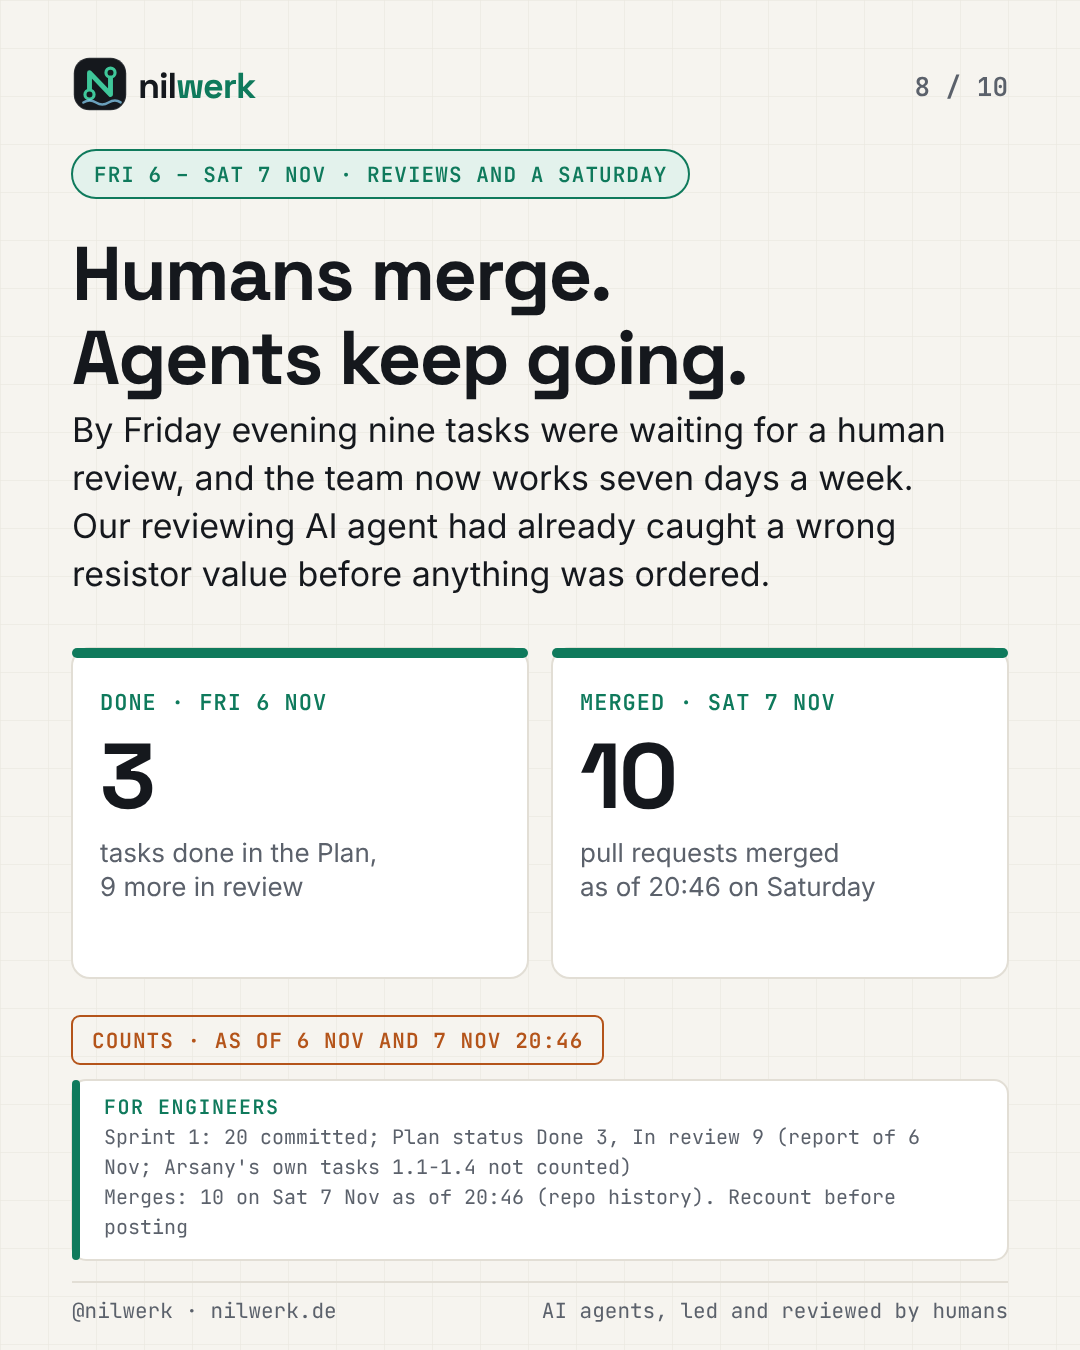 nilwerk
8 / 10
FRI 6 – SAT 7 NOV · REVIEWS AND A SATURDAY
Humans merge.
Agents keep going.
By Friday evening nine tasks were waiting for a human
review, and the team now works seven days a week.
Our reviewing AI agent had already caught a wrong
resistor value before anything was ordered.
DONE · FRI 6 NOV
3
tasks done in the Plan,
9 more in review
MERGED · SAT 7 NOV
10
pull requests merged
as of 20:46 on Saturday
COUNTS · AS OF 6 NOV AND 7 NOV 20:46
FOR ENGINEERS
Sprint 1: 20 committed; Plan status Done 3, In review 9 (report of 6
Nov; Arsany's own tasks 1.1-1.4 not counted)
Merges: 10 on Sat 7 Nov as of 20:46 (repo history). Recount before
posting
@nilwerk · nilwerk.de
AI agents, led and reviewed by humans